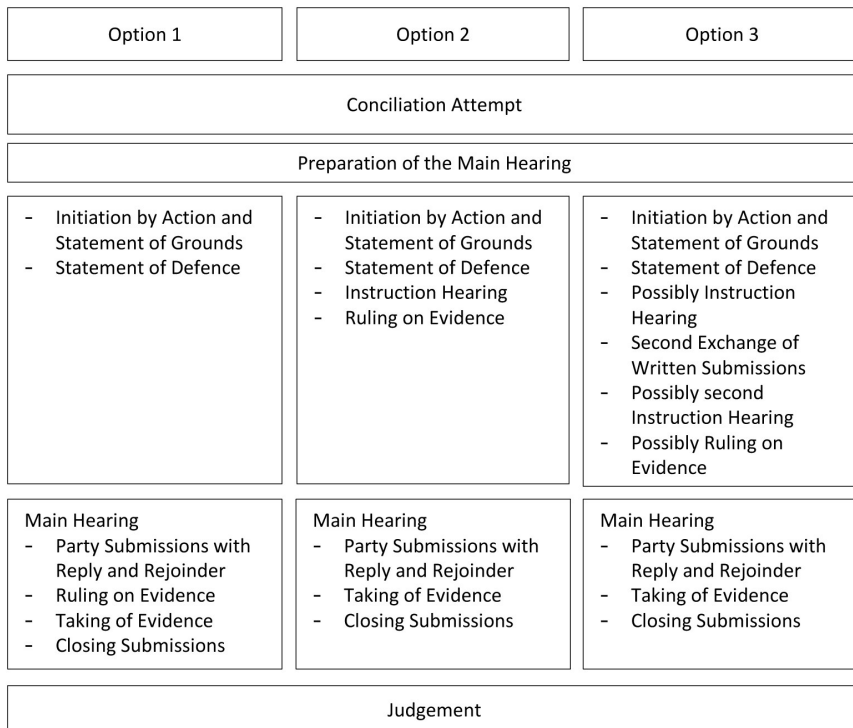 Option 1
Option 2
Option 3
Conciliation Attempt
Preparation of the Main Hearing
- Initiation by Action and
Statement of Grounds
- Statement of Defence
- Initiation by Action and
Statement of Grounds
- Statement of Defence
- Instruction Hearing
- Ruling on Evidence
- Initiation by Action and
Statement of Grounds
- Statement of Defence
- Possibly Instruction
Hearing
- Second Exchange of
Written Submissions
- Possibly second
Instruction Hearing
- Possibly Ruling on
Evidence
Main Hearing
- Party Submissions with
Reply and Rejoinder
- Ruling on Evidence
- Taking of Evidence
- Closing Submissions
Main Hearing
- Party Submissions with
Reply and Rejoinder
- Taking of Evidence
- Closing Submissions
Main Hearing
- Party Submissions with
Reply and Rejoinder
- Taking of Evidence
- Closing Submissions
Judgement